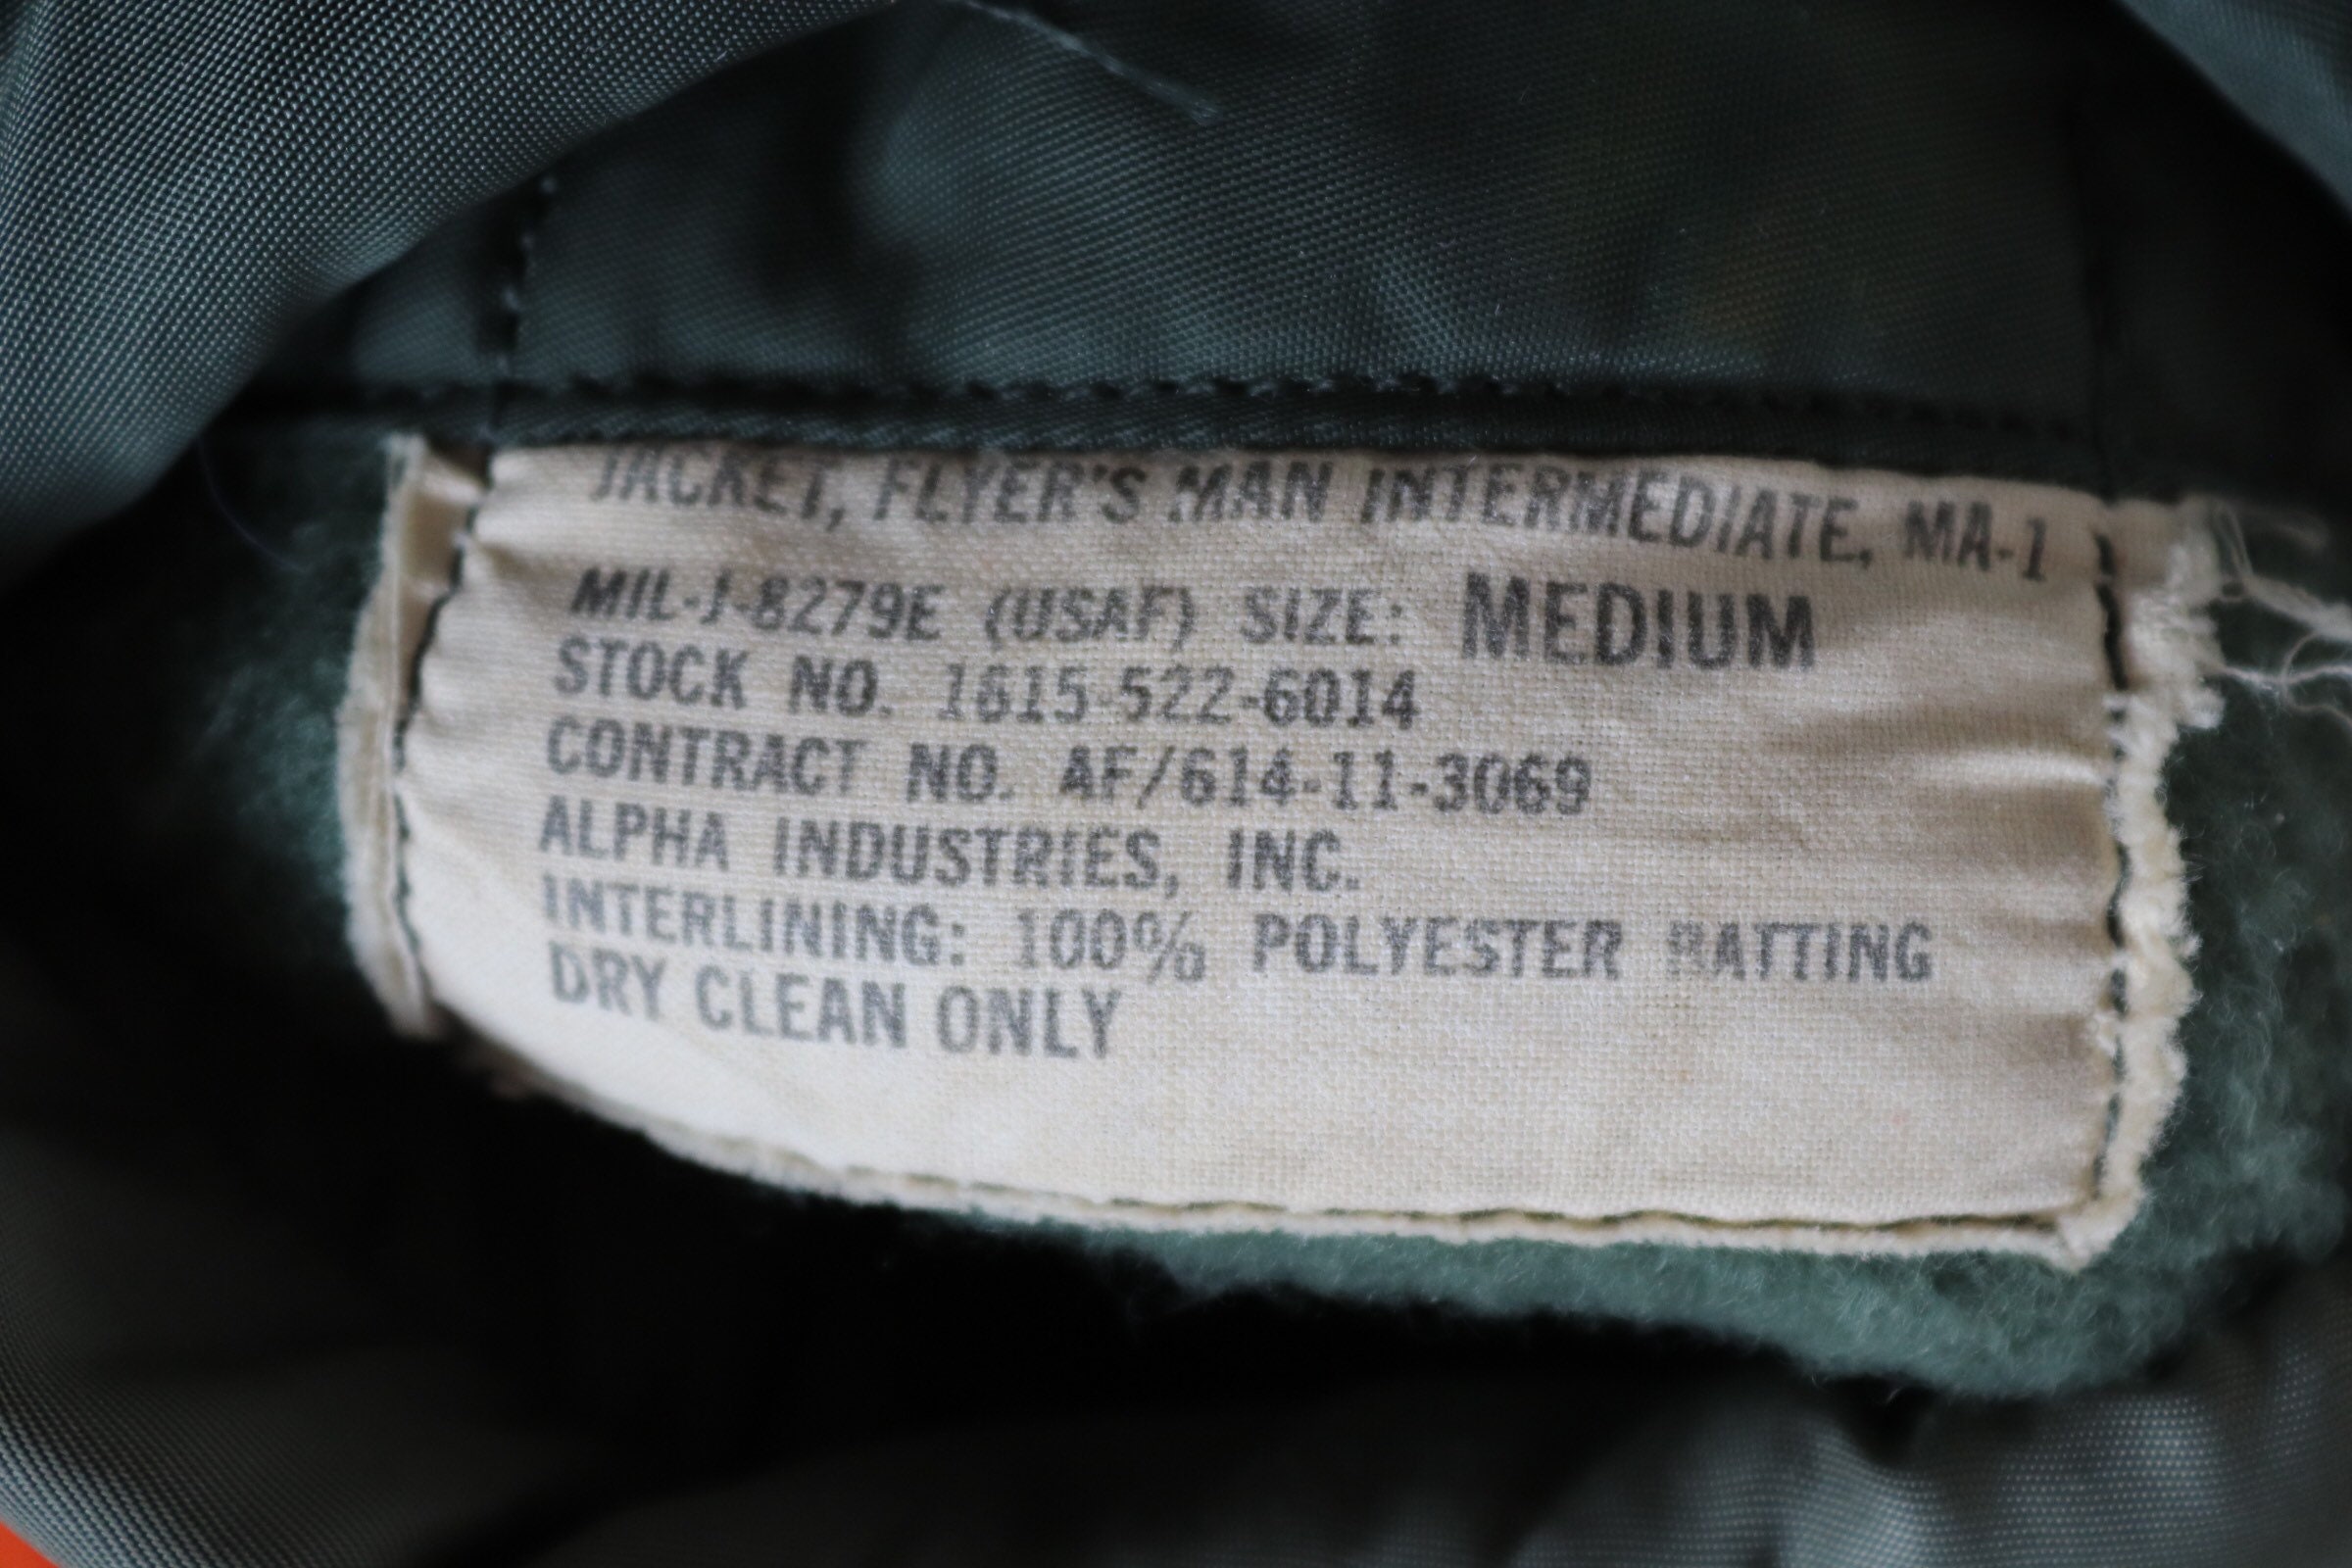 JACKET, FLYER'S MAN INTERMEDIATE, MA-1
MIL-J-8279E (USAF) SIZE: MEDIUM
STOCK NO. 1615-522-6014
CONTRACT NO. AF/614-11-3069
ALPHA INDUSTRIES, INC.
INTERLINING: 100% POLYESTER BATTING
DRY CLEAN ONLY